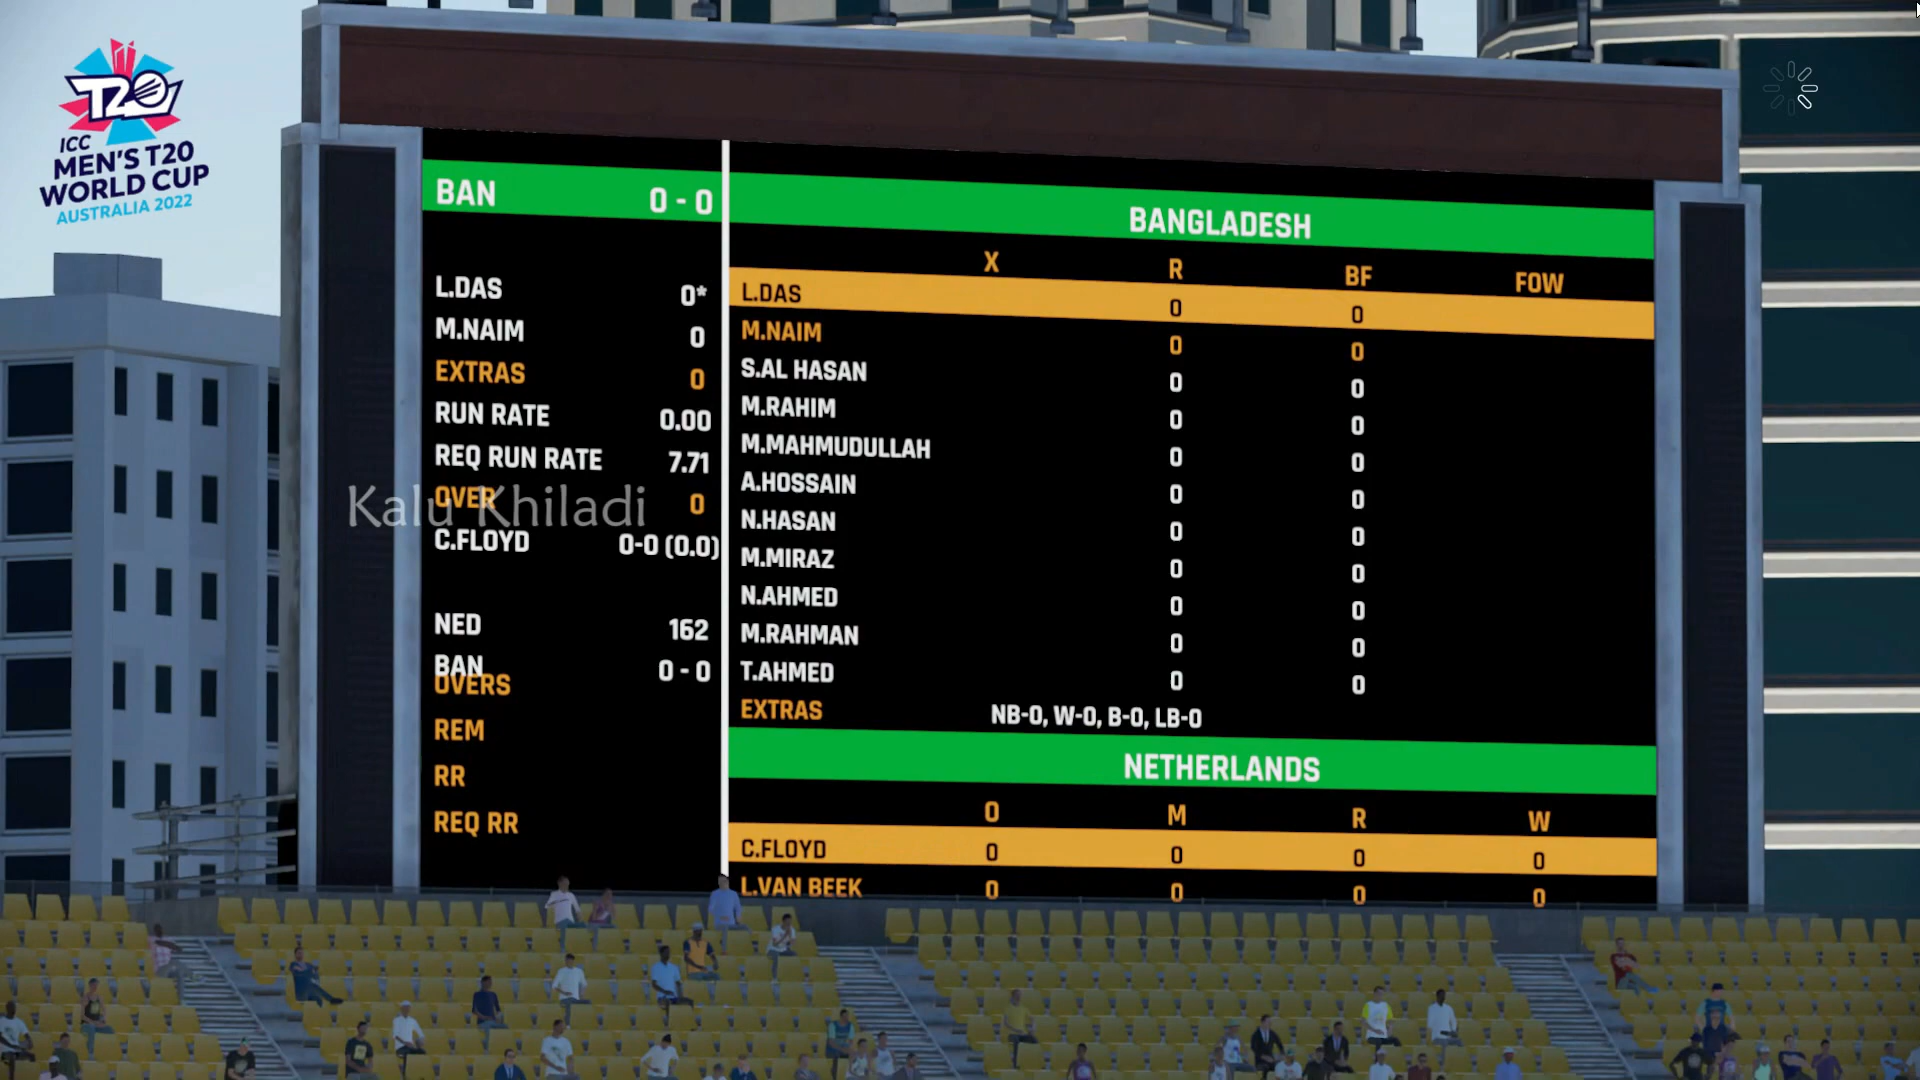 T20
ICC
MEN'S T20
WORLD CUP
AUSTRALIA 2022
BAN 0 - 0
L.DAS 0*
M.NAIM 0
EXTRAS 0
RUN RATE 0.00
REQ RUN RATE 7.71
OVER 0
Kalu Khiladi
C.FLOYD 0-0 (0.0)
NED 162
BAN 0 - 0
OVERS
REM
RR
REQ RR
BANGLADESH
X R BF FOW
L.DAS 0 0
M.NAIM 0 0
S.AL HASAN 0 0
M.RAHIM 0 0
M.MAHMUDULLAH 0 0
A.HOSSAIN 0 0
N.HASAN 0 0
M.MIRAZ 0 0
N.AHMED 0 0
M.RAHMAN 0 0
T.AHMED 0 0
EXTRAS NB-0, W-0, B-0, LB-0
NETHERLANDS
O M R W
C.FLOYD 0 0 0 0
L.VAN BEEK 0 0 0 0